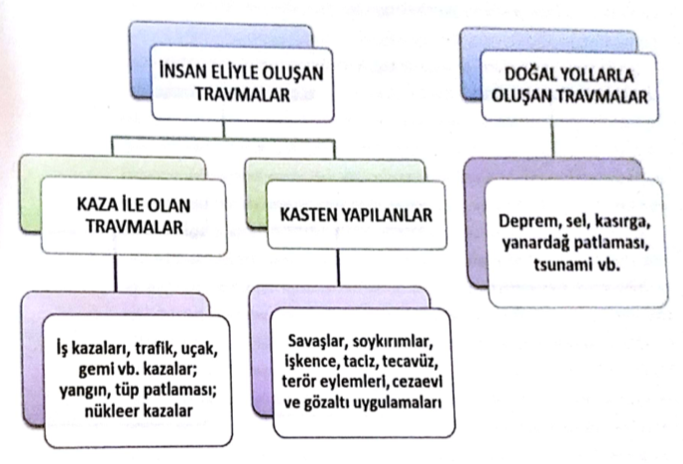 İNSAN ELİYLE OLUŞAN
TRAVMALAR
DOĞAL YOLLARLA
OLUŞAN TRAVMALAR
KAZA İLE OLAN
TRAVMALAR
KASTEN YAPILANLAR
Deprem, sel, kasırga,
yanardağ patlaması,
tsunami vb.
İş kazaları, trafik, uçak,
gemi vb. kazalar;
yangın, tüp patlaması;
nükleer kazalar
Savaşlar, soykırımlar,
işkence, taciz, tecavüz,
terör eylemleri, cezaevi
ve gözaltı uygulamaları